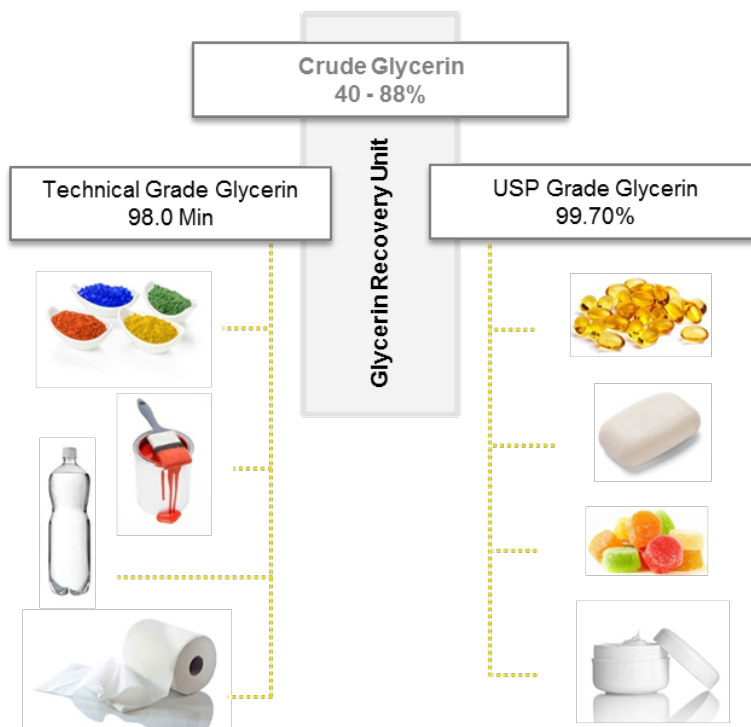 Crude Glycerin
40 - 88%
Glycerin Recovery Unit
Technical Grade Glycerin
98.0 Min
USP Grade Glycerin
99.70%